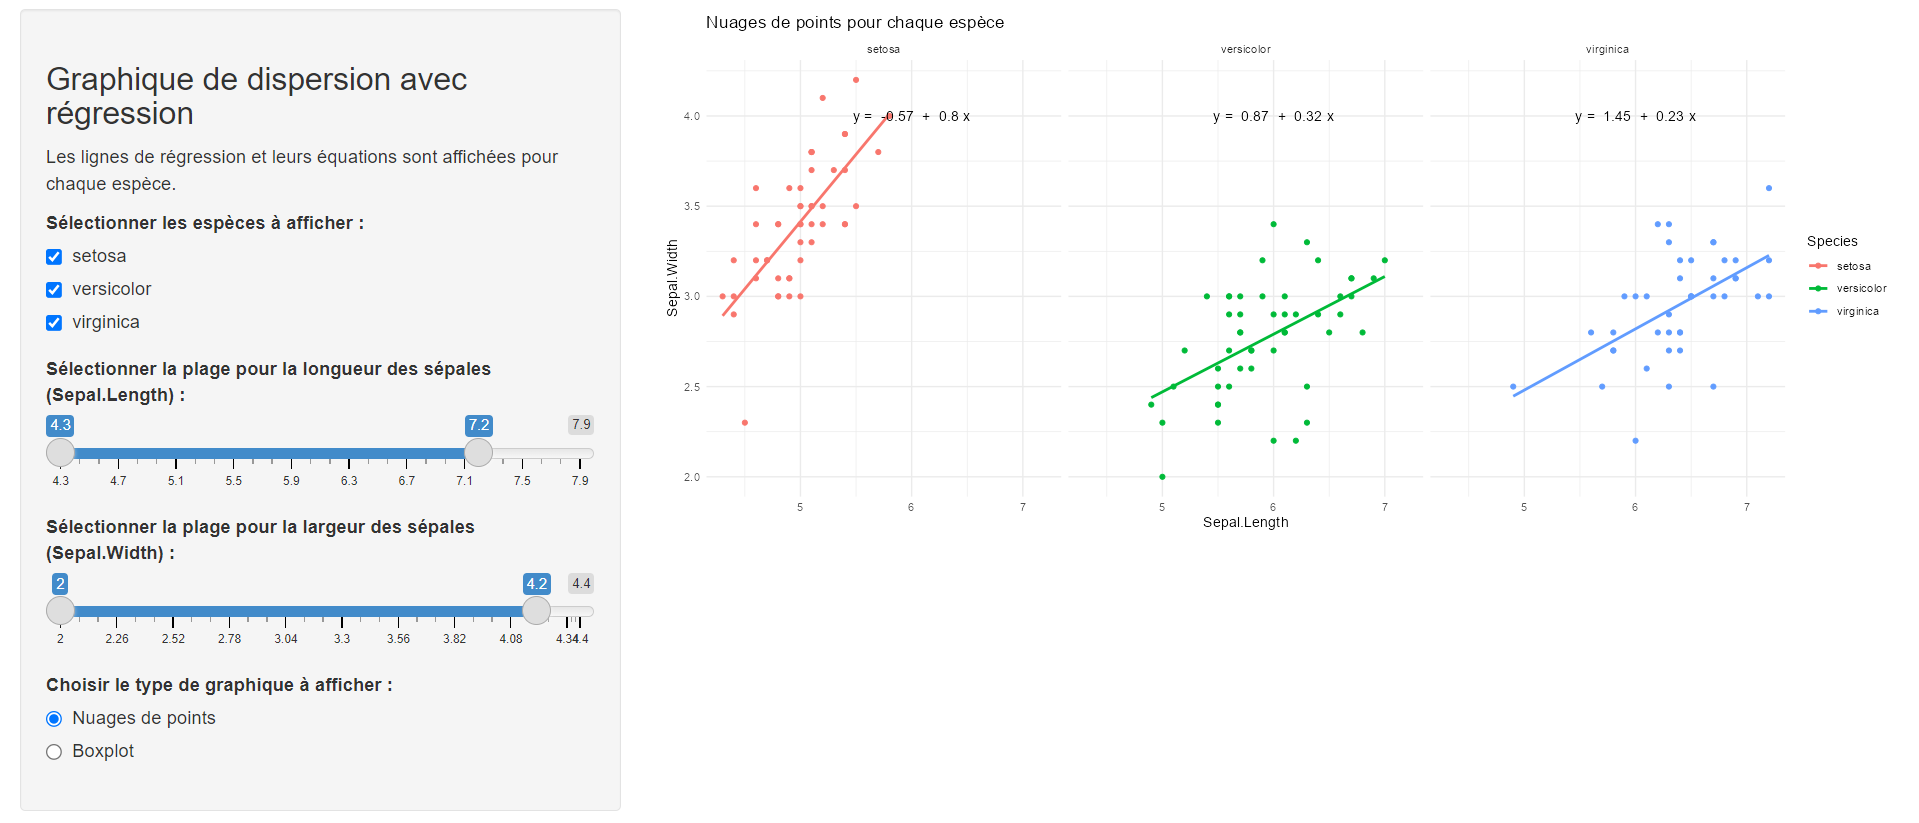 Graphique de dispersion avec
régression
Les lignes de régression et leurs équations sont affichées pour
chaque espèce.
Sélectionner les espèces à afficher :
setosa
versicolor
virginica
Sélectionner la plage pour la longueur des sépales
(Sepal.Length) :
4.3 7.2 7.9
4.3 4.7 5.1 5.5 5.9 6.3 6.7 7.1 7.5 7.9
Sélectionner la plage pour la largeur des sépales
(Sepal.Width) :
2 4.2 4.4
2 2.26 2.52 2.78 3.04 3.3 3.56 3.82 4.08 4.34 4.4
Choisir le type de graphique à afficher :
Nuages de points
Boxplot
Nuages de points pour chaque espèce
setosa versicolor virginica
y = -0.57 + 0.8 x
y = 0.87 + 0.32 x
y = 1.45 + 0.23 x
Sepal.Width
4.0
3.5
3.0
2.5
2.0
5 6 7 5 6 7 5 6 7
Sepal.Length
Species
setosa
versicolor
virginica